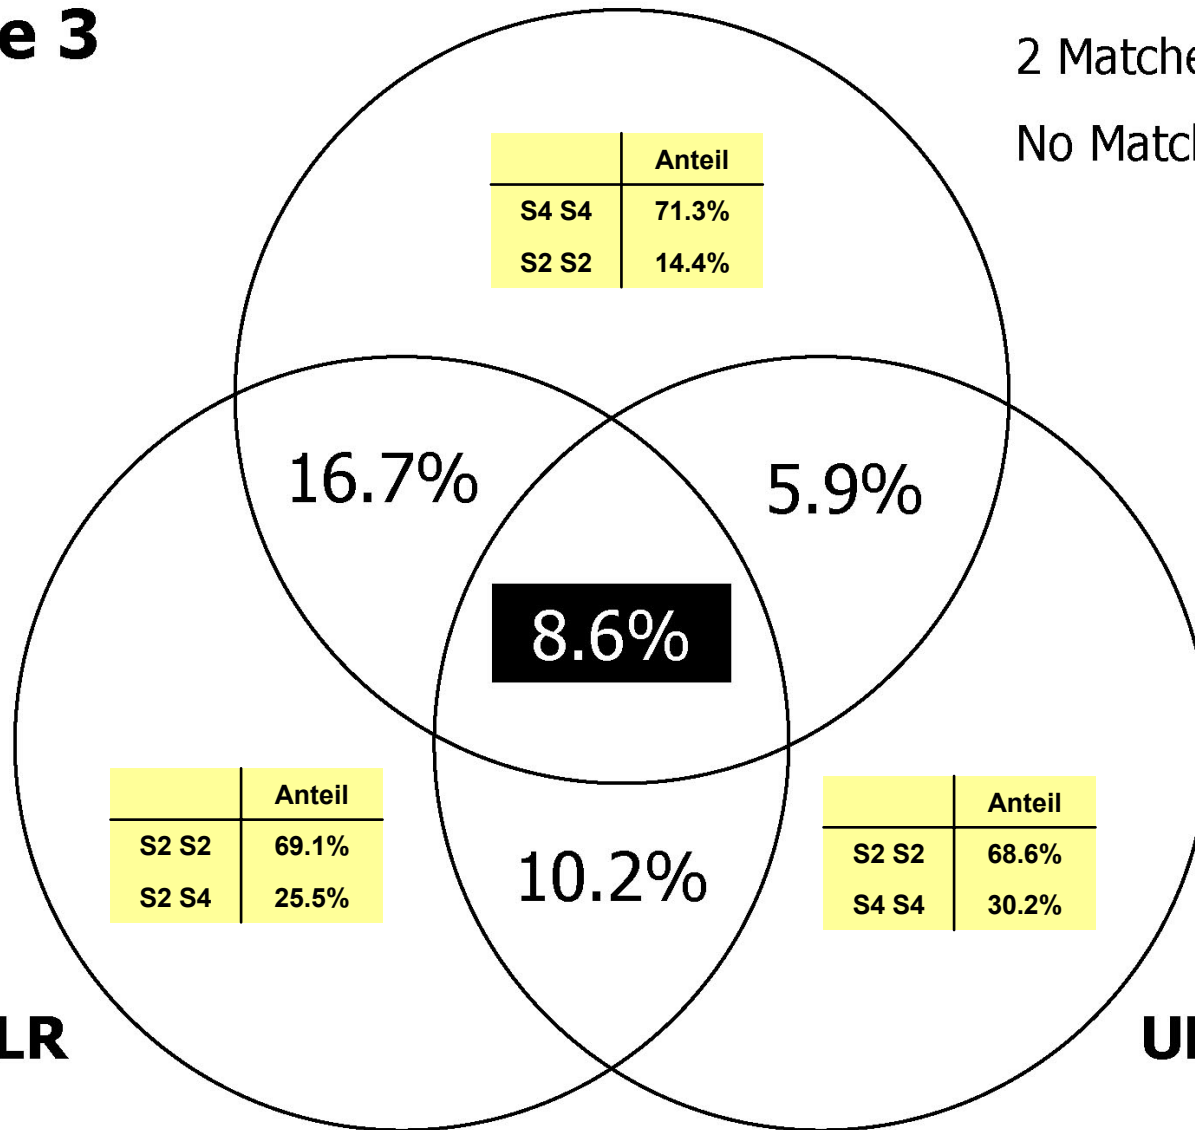 e 3
2 Matche
No Matc
Anteil
S4 S4 71.3%
S2 S2 14.4%
16.7% 5.9%
8.6%
Anteil
S2 S2 69.1%
S2 S4 25.5%
10.2%
Anteil
S2 S2 68.6%
S4 S4 30.2%
LR
U